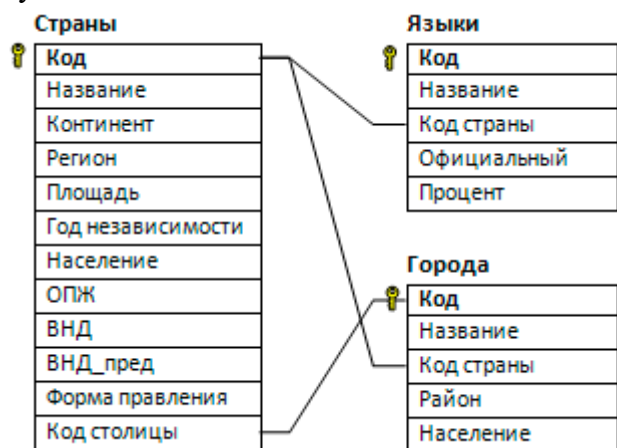 Страны
Код
Название
Континент
Регион
Площадь
Год независимости
Население
ОПЖ
ВНД
ВНД_пред
Форма правления
Код столицы
Языки
Код
Название
Код страны
Официальный
Процент
Города
Код
Название
Код страны
Район
Население